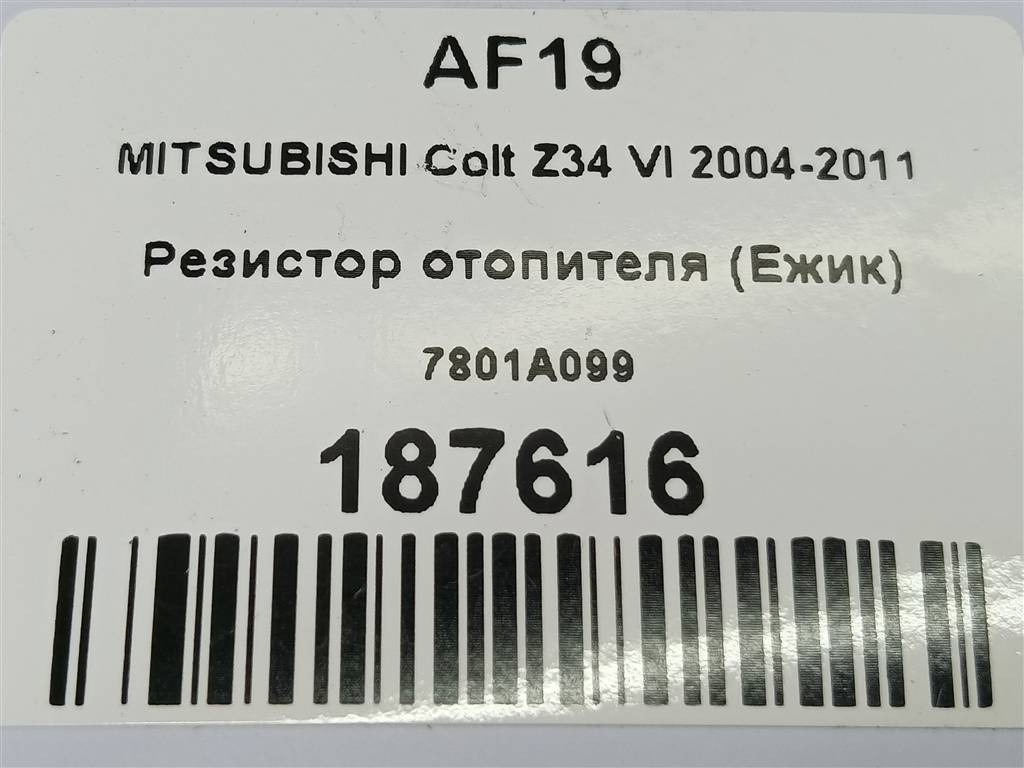 AF19
MITSUBISHI Colt Z34 VI 2004-2011
Резистор отопителя (Ежик)
7801A099
187616